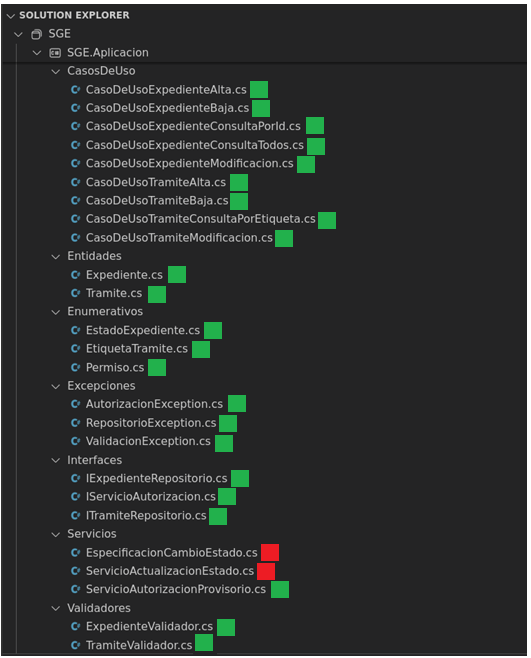 SOLUTION EXPLORER
SGE
SGE.Aplicacion
CasosDeUso
C# CasoDeUsoExpedienteAlta.cs
C# CasoDeUsoExpedienteBaja.cs
C# CasoDeUsoExpedienteConsultaPorId.cs
C# CasoDeUsoExpedienteConsultaTodos.cs
C# CasoDeUsoExpedienteModificacion.cs
C# CasoDeUsoTramiteAlta.cs
C# CasoDeUsoTramiteBaja.cs
C# CasoDeUsoTramiteConsultaPorEtiqueta.cs
C# CasoDeUsoTramiteModificacion.cs
Entidades
C# Expediente.cs
C# Tramite.cs
Enumerativos
C# EstadoExpediente.cs
C# EtiquetaTramite.cs
C# Permiso.cs
Excepciones
C# AutorizacionException.cs
C# RepositorioException.cs
C# ValidacionException.cs
Interfaces
C# IExpedienteRepositorio.cs
C# IServicioAutorizacion.cs
C# ITramiteRepositorio.cs
Servicios
C# EspecificacionCambioEstado.cs
C# ServicioActualizacionEstado.cs
C# ServicioAutorizacionProvisorio.cs
Validadores
C# ExpedienteValidador.cs
C# TramiteValidador.cs